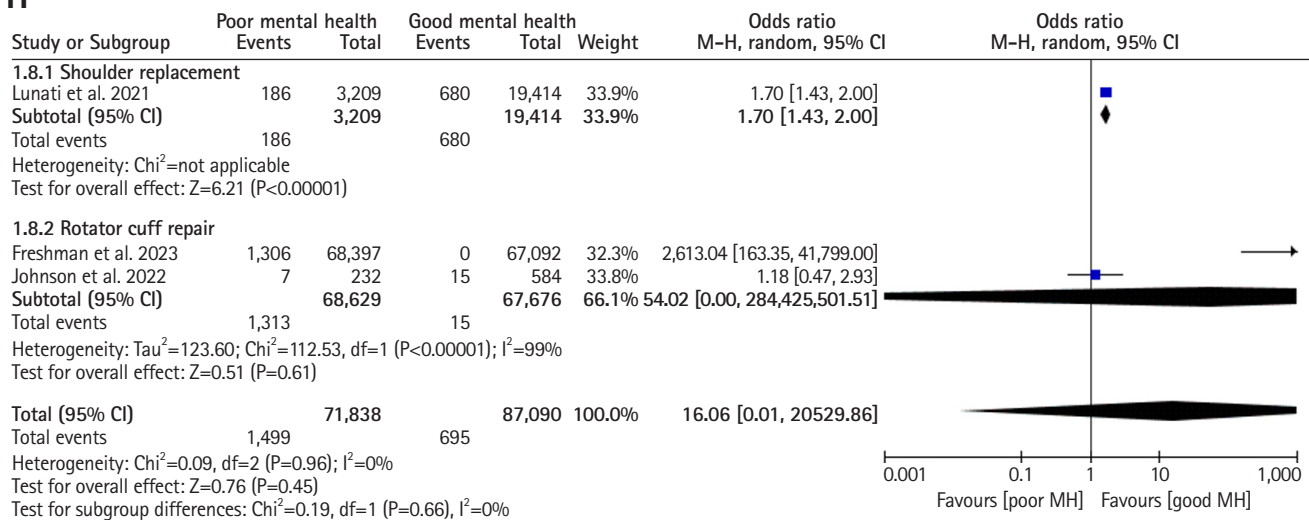 H
Poor mental health Good mental health Odds ratio Odds ratio
Study or Subgroup Events Total Events Total Weight M–H, random, 95% CI M–H, random, 95% CI
1.8.1 Shoulder replacement
Lunati et al. 2021 186 3,209 680 19,414 33.9% 1.70 [1.43, 2.00]
Subtotal (95% CI) 3,209 19,414 33.9% 1.70 [1.43, 2.00]
Total events 186 680
Heterogeneity: Chi²=not applicable
Test for overall effect: Z=6.21 (P<0.00001)
1.8.2 Rotator cuff repair
Freshman et al. 2023 1,306 68,397 0 67,092 32.3% 2,613.04 [163.35, 41,799.00]
Johnson et al. 2022 7 232 15 584 33.8% 1.18 [0.47, 2.93]
Subtotal (95% CI) 68,629 67,676 66.1% 54.02 [0.00, 284,425,501.51]
Total events 1,313 15
Heterogeneity: Tau²=123.60; Chi²=112.53, df=1 (P<0.00001); I²=99%
Test for overall effect: Z=0.51 (P=0.61)
Total (95% CI) 71,838 87,090 100.0% 16.06 [0.01, 20529.86]
Total events 1,499 695
Heterogeneity: Chi²=0.09, df=2 (P=0.96); I²=0%
Test for overall effect: Z=0.76 (P=0.45)
Test for subgroup differences: Chi²=0.19, df=1 (P=0.66), I²=0%
0.001 0.1 1 10 1,000
Favours [poor MH] Favours [good MH]